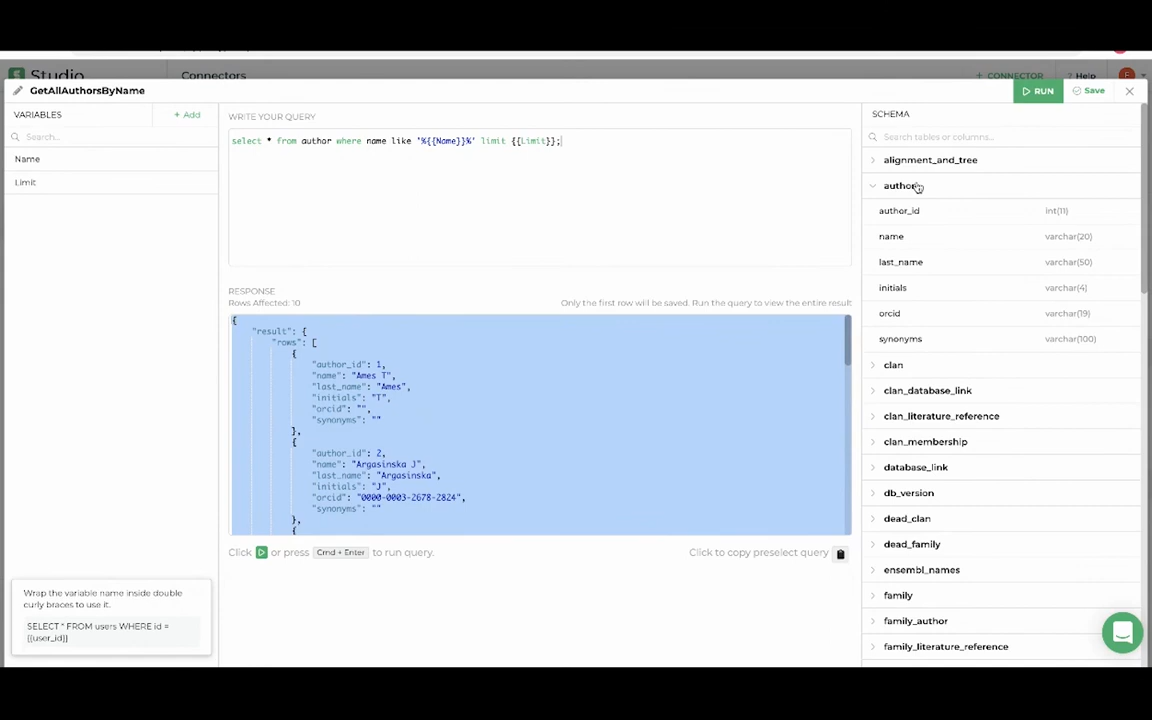 Studio
Connectors
+ CONNECTOR
? Help
E
GetAllAuthorsByName
RUN
Save
VARIABLES
+ Add
Search...
Name
Limit
WRITE YOUR QUERY
select * from author where name like '%{{Name}}%' limit {{Limit}};
RESPONSE
Rows Affected: 10
Only the first row will be saved. Run the query to view the entire result
{
"result": {
"rows": [
{
"author_id": 1,
"name": "Ames T",
"last_name": "Ames",
"initials": "T",
"orcid": "",
"synonyms": ""
},
{
"author_id": 2,
"name": "Argasinska J",
"last_name": "Argasinska",
"initials": "J",
"orcid": "0000-0003-2678-2824",
"synonyms": ""
},
{
Click or press Cmd + Enter to run query.
Click to copy preselect query
Wrap the variable name inside double
curly braces to use it.
SELECT * FROM users WHERE id =
{{user_id}}
SCHEMA
Search tables or columns...
alignment_and_tree
author
author_id int(11)
name varchar(20)
last_name varchar(50)
initials varchar(4)
orcid varchar(19)
synonyms varchar(100)
clan
clan_database_link
clan_literature_reference
clan_membership
database_link
db_version
dead_clan
dead_family
ensembl_names
family
family_author
family_literature_reference